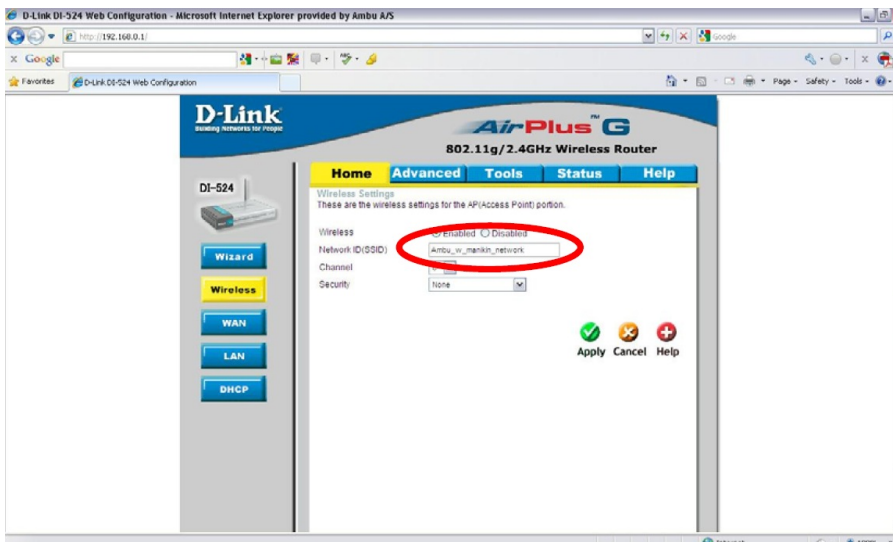 D-Link DI-524 Web Configuration - Microsoft Internet Explorer provided by Ambu A/S
http://192.168.0.1/
Google
x Google
Favorites D-Link DI-524 Web Configuration Page Safety Tools
D-Link
Building Networks for People
AirPlus G
TM
802.11g/2.4GHz Wireless Router
Home Advanced Tools Status Help
DI-524
Wizard
Wireless
WAN
LAN
DHCP
Wireless Settings
These are the wireless settings for the AP(Access Point) portion.
Wireless Enabled Disabled
Network ID(SSID) Ambu_w_manikin_network
Channel
Security None
Apply Cancel Help